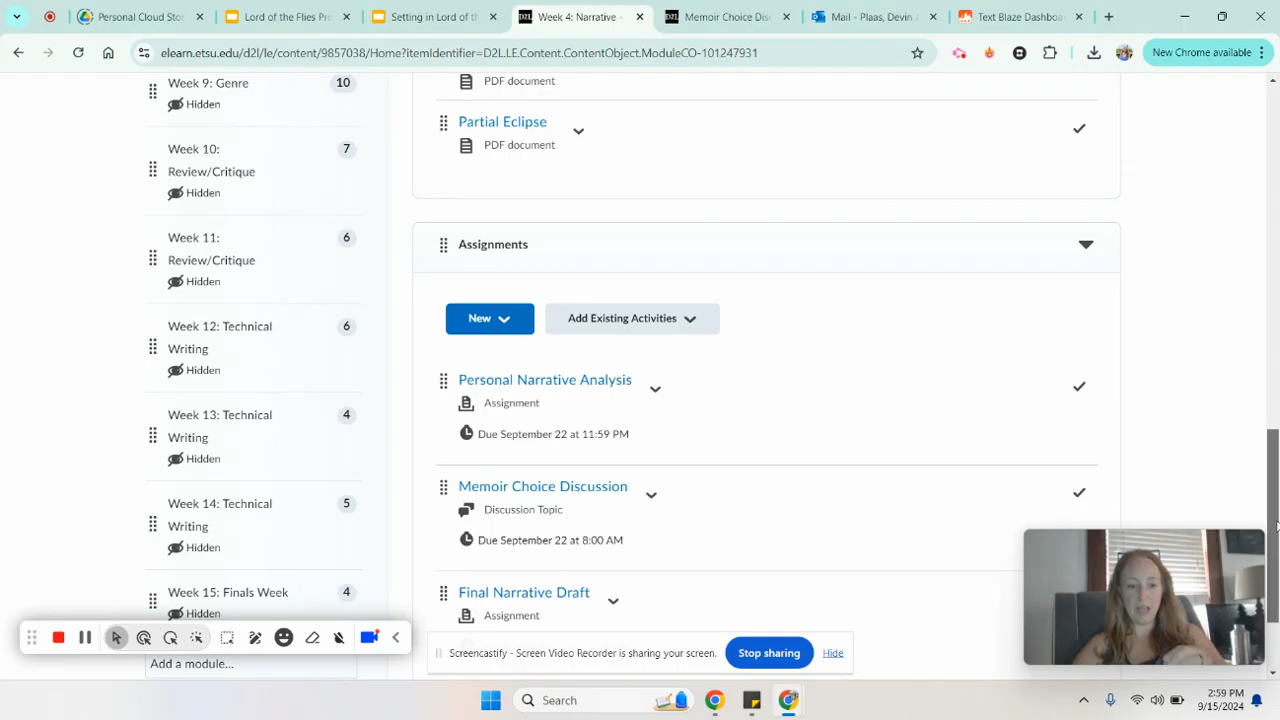 Personal Cloud Stor
Lord of the Flies Pro
Setting in Lord of th
Week 4: Narrative -
Memoir Choice Disc
Mail - Plaas, Devin A
Text Blaze Dashboar
elearn.etsu.edu/d2l/le/content/9857038/Home?itemIdentifier=D2L.LE.Content.ContentObject.ModuleCO-101247931
New Chrome available
Week 9: Genre
10
Hidden
Week 10:
Review/Critique
7
Hidden
Week 11:
Review/Critique
6
Hidden
Week 12: Technical
Writing
6
Hidden
Week 13: Technical
Writing
4
Hidden
Week 14: Technical
Writing
5
Hidden
Week 15: Finals Week
4
Hidden
Add a module...
PDF document
Partial Eclipse
PDF document
Assignments
New
Add Existing Activities
Personal Narrative Analysis
Assignment
Due September 22 at 11:59 PM
Memoir Choice Discussion
Discussion Topic
Due September 22 at 8:00 AM
Final Narrative Draft
Assignment
Screencastify - Screen Video Recorder is sharing your screen.
Stop sharing
Hide
Search
2:59 PM
9/15/2024